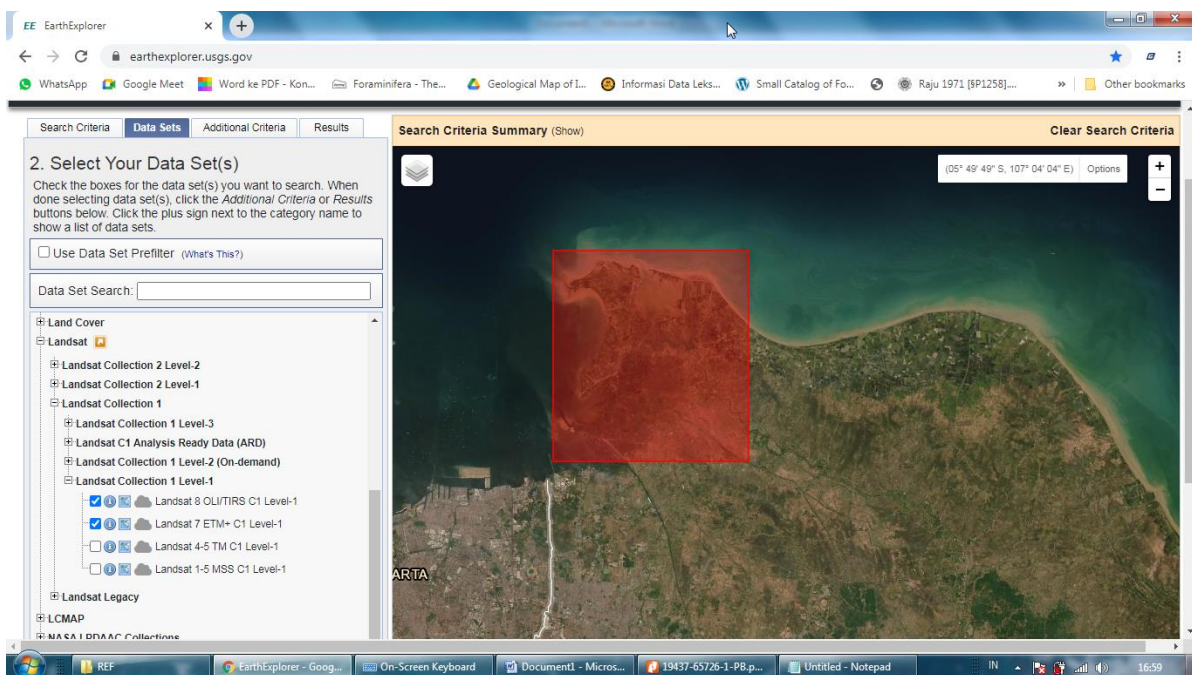 EE EarthExplorer
earthexplorer.usgs.gov
WhatsApp Google Meet Word ke PDF - Kon... Foraminifera - The... Geological Map of I... Informasi Data Leks... Small Catalog of Fo... Raju 1971 [§P1258].... » Other bookmarks
Search Criteria Data Sets Additional Criteria Results
Search Criteria Summary (Show) Clear Search Criteria
2. Select Your Data Set(s)
Check the boxes for the data set(s) you want to search. When
done selecting data set(s), click the Additional Criteria or Results
buttons below. Click the plus sign next to the category name to
show a list of data sets.
Use Data Set Prefilter (What's This?)
Data Set Search:
Land Cover
Landsat
Landsat Collection 2 Level-2
Landsat Collection 2 Level-1
Landsat Collection 1
Landsat Collection 1 Level-3
Landsat C1 Analysis Ready Data (ARD)
Landsat Collection 1 Level-2 (On-demand)
Landsat Collection 1 Level-1
Landsat 8 OLI/TIRS C1 Level-1
Landsat 7 ETM+ C1 Level-1
Landsat 4-5 TM C1 Level-1
Landsat 1-5 MSS C1 Level-1
Landsat Legacy
LCMAP
NASA LPDAAC Collections
(05° 49' 49" S, 107° 04' 04" E) Options
+
−
ARTA
REF EarthExplorer - Goog... On-Screen Keyboard Document1 - Micros... 19437-65726-1-PB.p... Untitled - Notepad IN 16:59